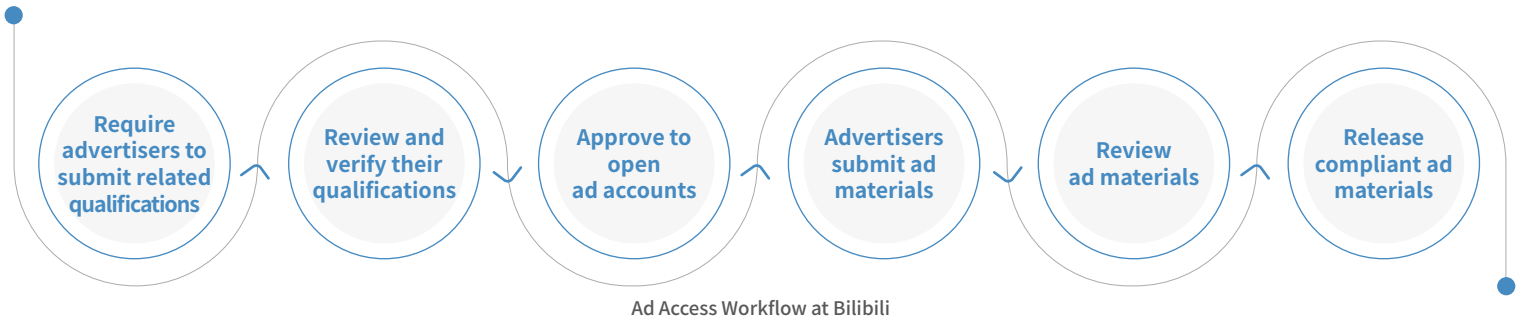 Require
advertisers to
submit related
qualifications
Review and
verify their
qualifications
Approve to
open
ad accounts
Advertisers
submit ad
materials
Review
ad materials
Release
compliant ad
materials
Ad Access Workflow at Bilibili